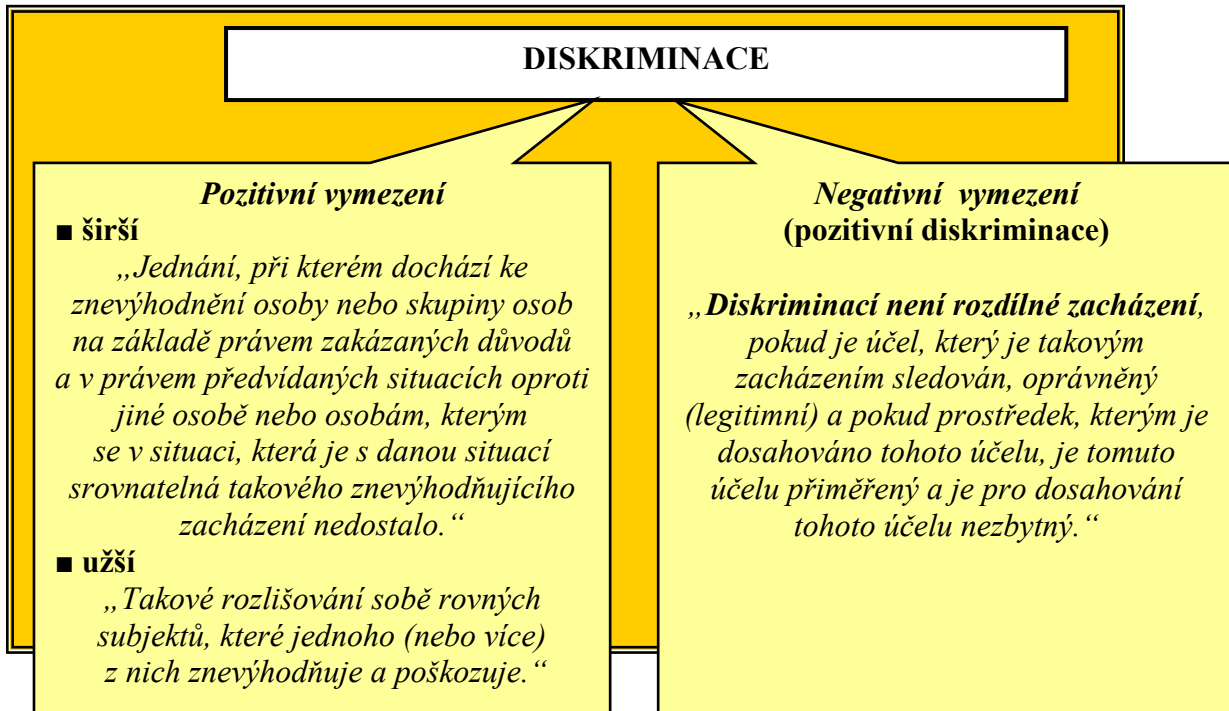 DISKRIMINACE
Pozitivní vymezení
■ širší
„Jednání, při kterém dochází ke
znevýhodnění osoby nebo skupiny osob
na základě právem zakázaných důvodů
a v právem předvídaných situacích oproti
jiné osobě nebo osobám, kterým
se v situaci, která je s danou situací
srovnatelná takového znevýhodňujícího
zacházení nedostalo.“
■ užší
„Takové rozlišování sobě rovných
subjektů, které jednoho (nebo více)
z nich znevýhodňuje a poškozuje.“
Negativní vymezení
(pozitivní diskriminace)
„Diskriminací není rozdílné zacházení,
pokud je účel, který je takovým
zacházením sledován, oprávněný
(legitimní) a pokud prostředek, kterým je
dosahováno tohoto účelu, je tomuto
účelu přiměřený a je pro dosahování
tohoto účelu nezbytný.“